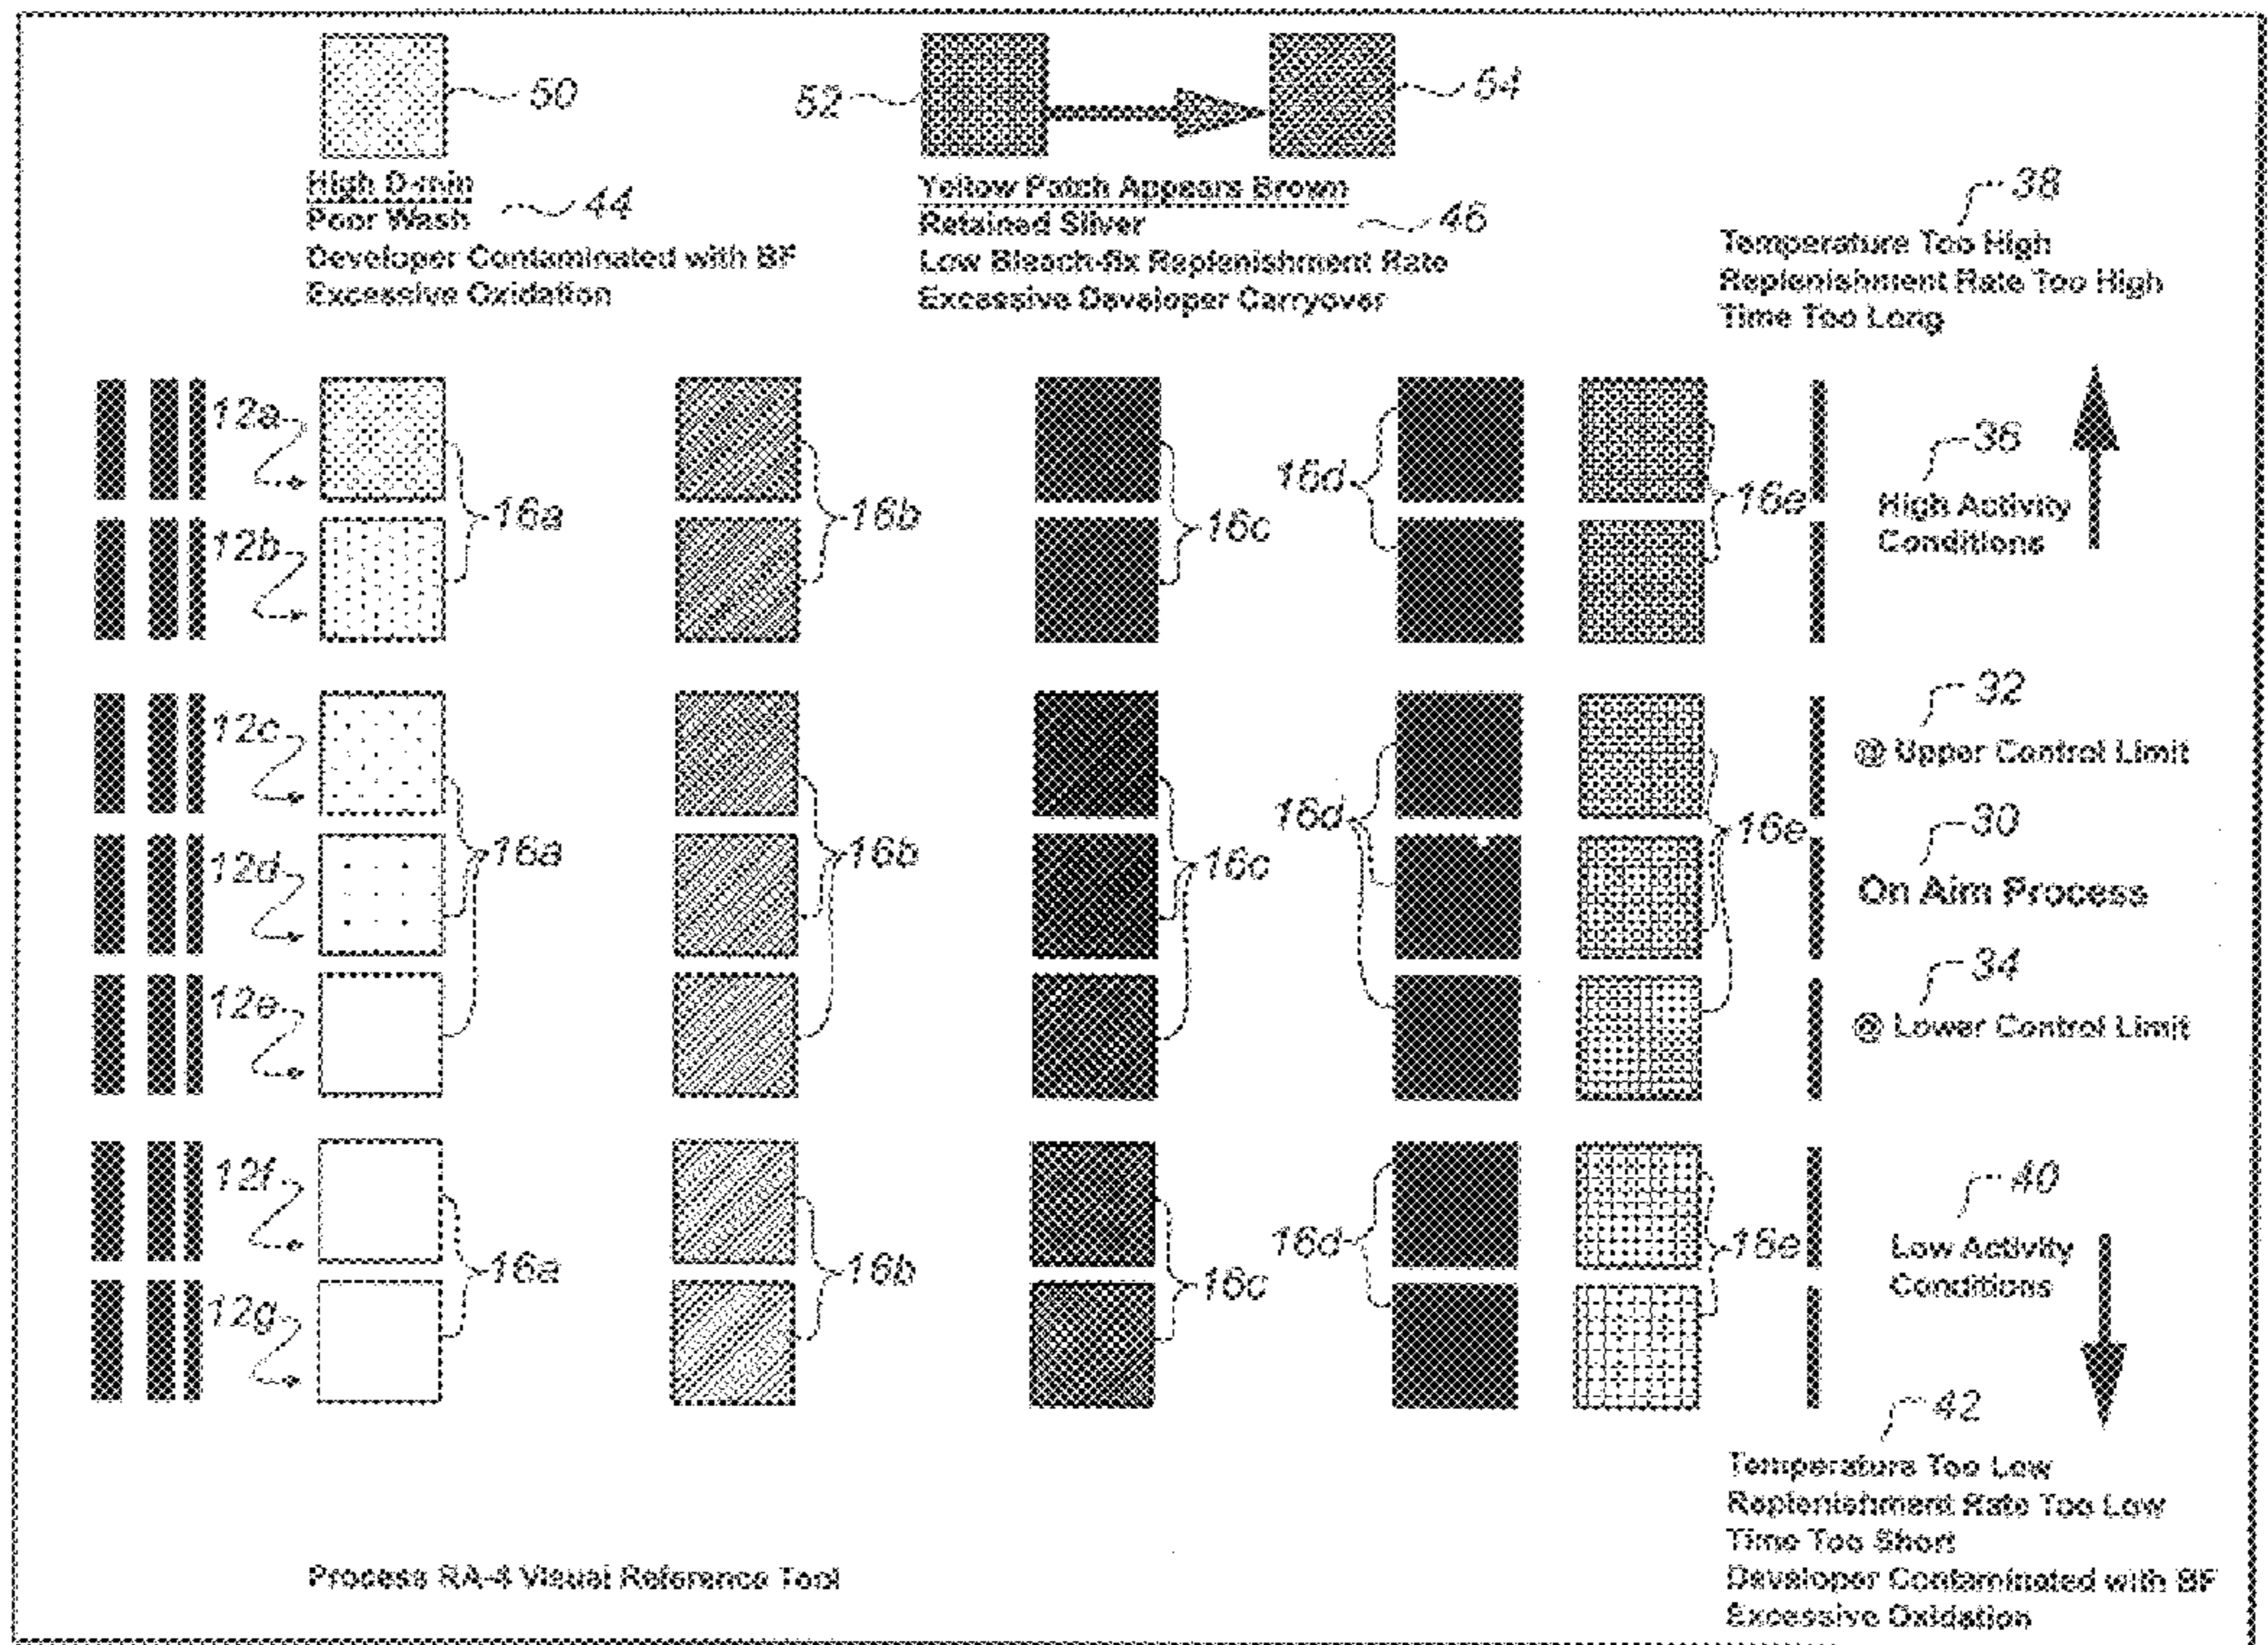 50
52
54
High D-min
Poor Wash
44
Developer Contaminated with BF
Excessive Oxidation
Yellow Patch Appears Brown
Retained Silver
46
Low Bleach-fix Replenishment Rate
Excessive Developer Carryover
38
Temperature Too High
Replenishment Rate Too High
Time Too Long
12a
12b
16a
16b
16c
16d
16e
36
High Activity
Conditions
12c
12d
12e
16a
16b
16c
16d
16e
32
@ Upper Control Limit
30
On Aim Process
34
@ Lower Control Limit
12f
12g
16a
16b
16c
16d
16e
40
Low Activity
Conditions
42
Temperature Too Low
Replenishment Rate Too Low
Time Too Short
Developer Contaminated with BF
Excessive Oxidation
Process RA-4 Visual Reference Tool